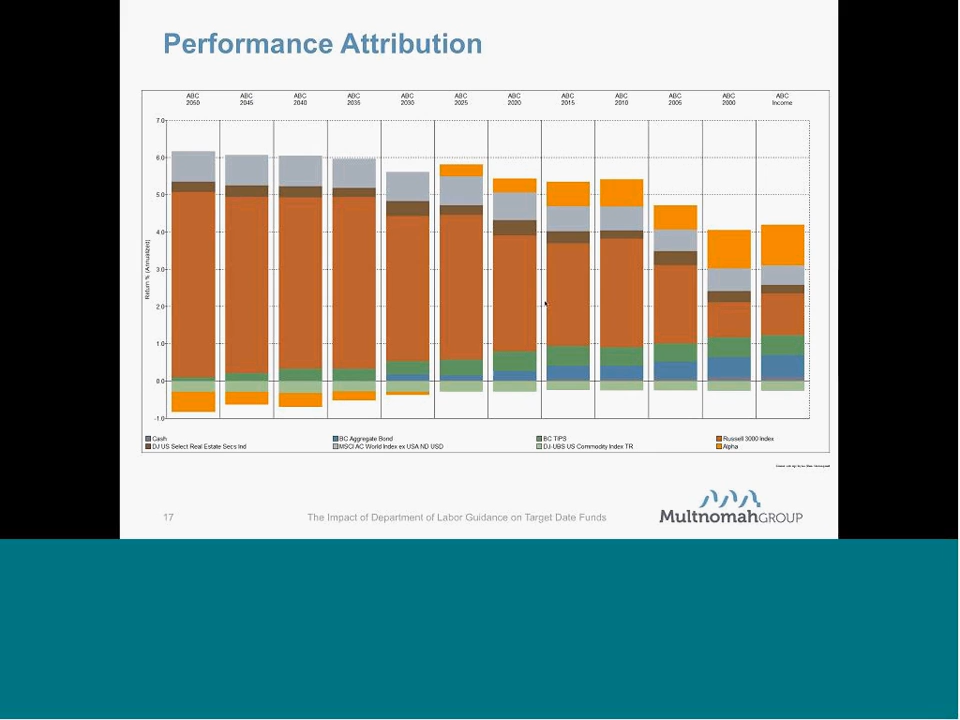 Performance Attribution
ABC 2050 ABC 2045 ABC 2040 ABC 2035 ABC 2030 ABC 2025 ABC 2020 ABC 2015 ABC 2010 ABC 2005 ABC 2000 ABC Income
Return % (Annualized)
7.0
6.0
5.0
4.0
3.0
2.0
1.0
0.0
-1.0
Cash BC Aggregate Bond BC TIPS Russell 3000 Index
DJ US Select Real Estate Secs Ind MSCI AC World Index ex USA ND USD DJ-UBS US Commodity Index TR Alpha
17 The Impact of Department of Labor Guidance on Target Date Funds MultnomahGROUP